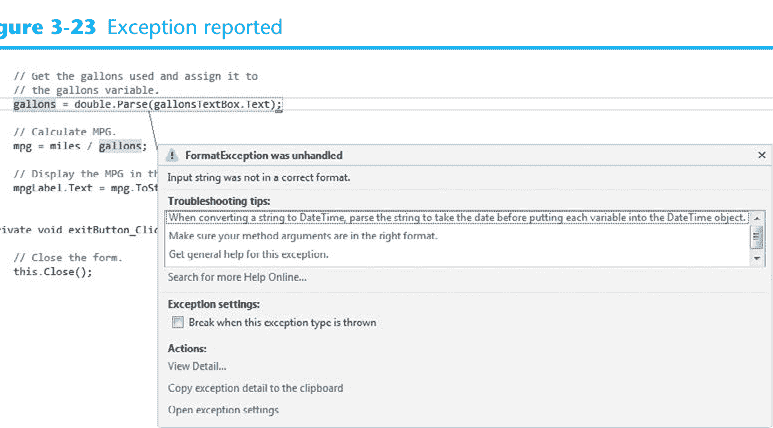 gure 3-23 Exception reported
// Get the gallons used and assign it to
// the gallons variable.
gallons = double.Parse(gallonsTextBox.Text);
// Calculate MPG.
mpg = miles / gallons;
// Display the MPG in th
mpgLabel.Text = mpg.ToSt
ivate void exitButton_Clic
// Close the form.
this.Close();
FormatException was unhandled
Input string was not in a correct format.
Troubleshooting tips:
When converting a string to DateTime, parse the string to take the date before putting each variable into the DateTime object.
Make sure your method arguments are in the right format.
Get general help for this exception.
Search for more Help Online...
Exception settings:
Break when this exception type is thrown
Actions:
View Detail...
Copy exception detail to the clipboard
Open exception settings